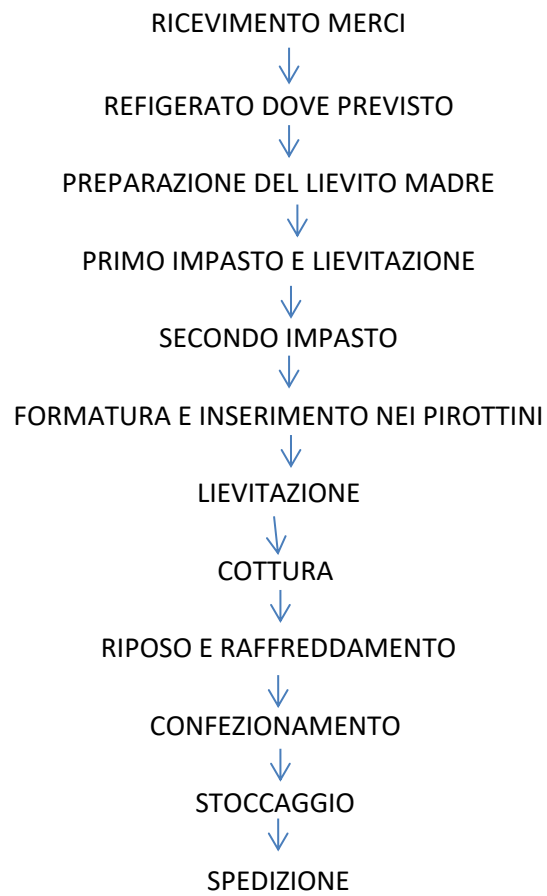 RICEVIMENTO MERCI
REFIGERATO DOVE PREVISTO
PREPARAZIONE DEL LIEVITO MADRE
PRIMO IMPASTO E LIEVITAZIONE
SECONDO IMPASTO
FORMATURA E INSERIMENTO NEI PIROTTINI
LIEVITAZIONE
COTTURA
RIPOSO E RAFFREDDAMENTO
CONFEZIONAMENTO
STOCCAGGIO
SPEDIZIONE